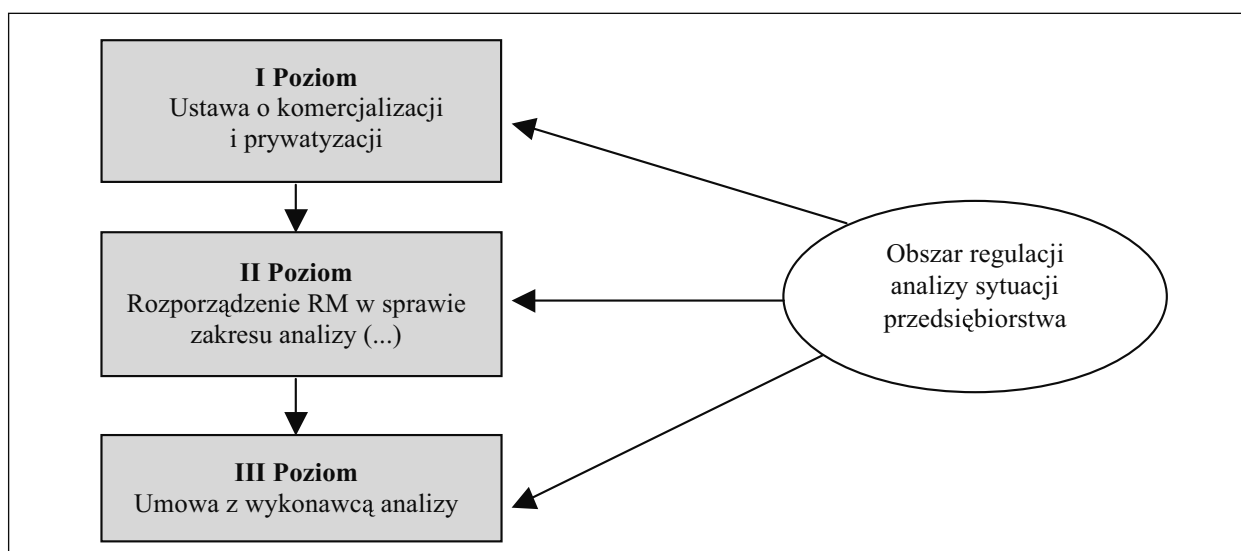 I Poziom
Ustawa o komercjalizacji
i prywatyzacji
II Poziom
Rozporządzenie RM w sprawie
zakresu analizy (...)
III Poziom
Umowa z wykonawcą analizy
Obszar regulacji
analizy sytuacji
przedsiębiorstwa